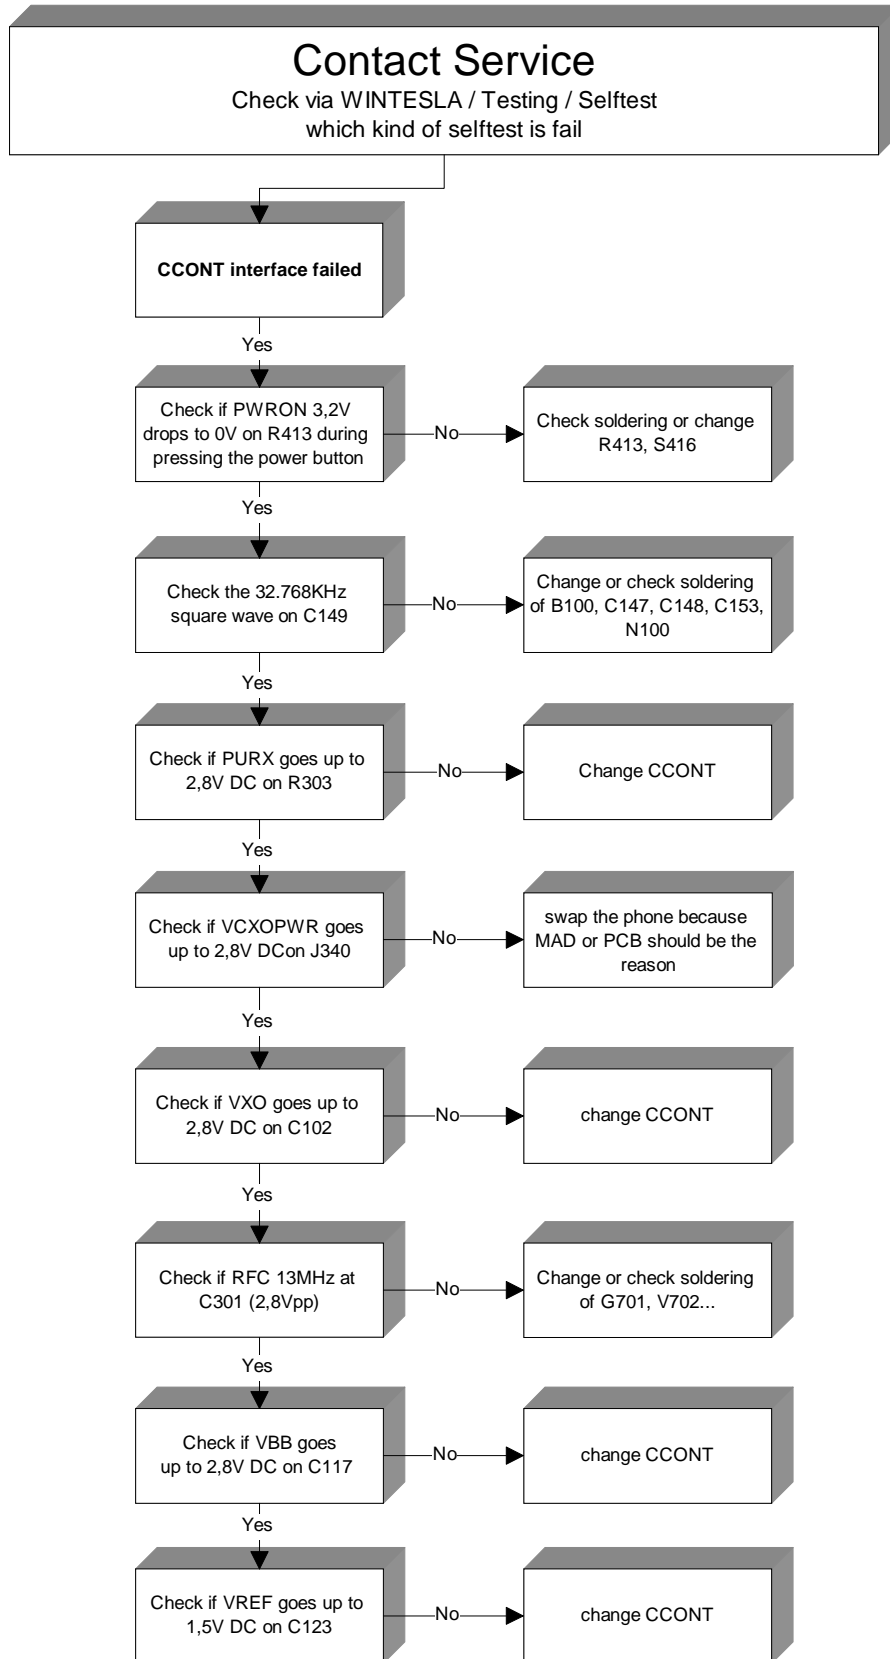 Contact Service
Check via WINTESLA / Testing / Selftest
which kind of selftest is fail
CCONT interface failed
Yes
Check if PWRON 3,2V
drops to 0V on R413 during
pressing the power button
No
Check soldering or change
R413, S416
Yes
Check the 32.768KHz
square wave on C149
No
Change or check soldering
of B100, C147, C148, C153,
N100
Yes
Check if PURX goes up to
2,8V DC on R303
No
Change CCONT
Yes
Check if VCXOPWR goes
up to 2,8V DCon J340
No
swap the phone because
MAD or PCB should be the
reason
Yes
Check if VXO goes up to
2,8V DC on C102
No
change CCONT
Yes
Check if RFC 13MHz at
C301 (2,8Vpp)
No
Change or check soldering
of G701, V702...
Yes
Check if VBB goes
up to 2,8V DC on C117
No
change CCONT
Yes
Check if VREF goes up to
1,5V DC on C123
No
change CCONT